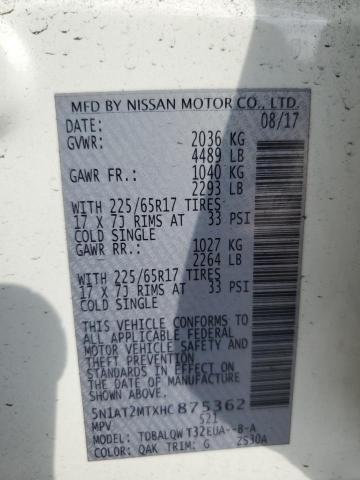 MFD BY NISSAN MOTOR CO., LTD.
DATE: 08/17
GVWR: 2036 KG
4489 LB
GAWR FR.: 1040 KG
2293 LB
WITH 225/65R17 TIRES
17 X 7J RIMS AT 33 PSI
COLD SINGLE
GAWR RR.: 1027 KG
2264 LB
WITH 225/65R17 TIRES
17 X 7J RIMS AT 33 PSI
COLD SINGLE
THIS VEHICLE CONFORMS TO
ALL APPLICABLE FEDERAL
MOTOR VEHICLE SAFETY AND
THEFT PREVENTION STANDARDS
IN EFFECT ON THE DATE OF
MANUFACTURE SHOWN ABOVE.
5N1AT2MTXHC 875362
MPV 521
MODEL: TDBALQW T32EUA--B-A
COLOR: QAK TRIM: G 2530A